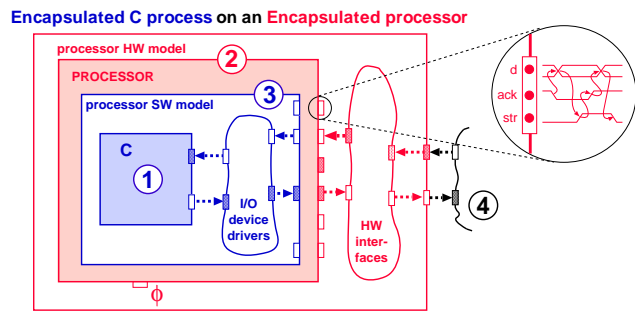 Encapsulated C process on an Encapsulated processor
processor HW model
2
PROCESSOR
3
processor SW model
C
1
I/O
device
drivers
HW
inter-
faces
4
d
ack
str
ϕ